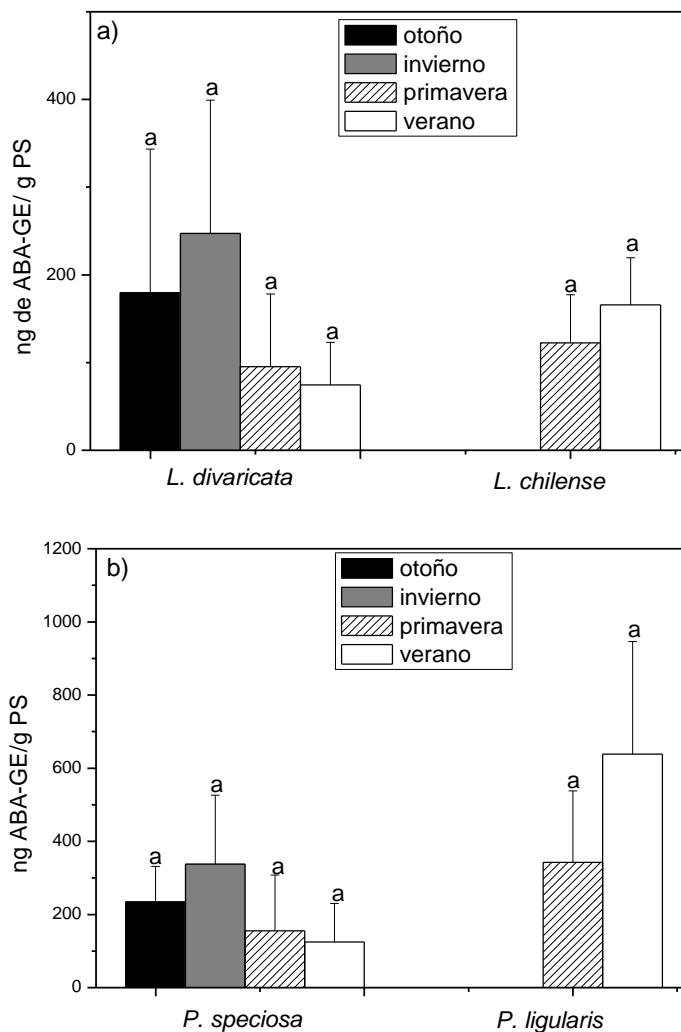 a)
otoño
invierno
primavera
verano
ng de ABA-GE/ g PS
400
200
0
a
a
a
a
a
a
L. divaricata
L. chilense
b)
otoño
invierno
primavera
verano
ng ABA-GE/g PS
1200
1000
800
600
400
200
0
a
a
a
a
a
a
P. speciosa
P. ligularis